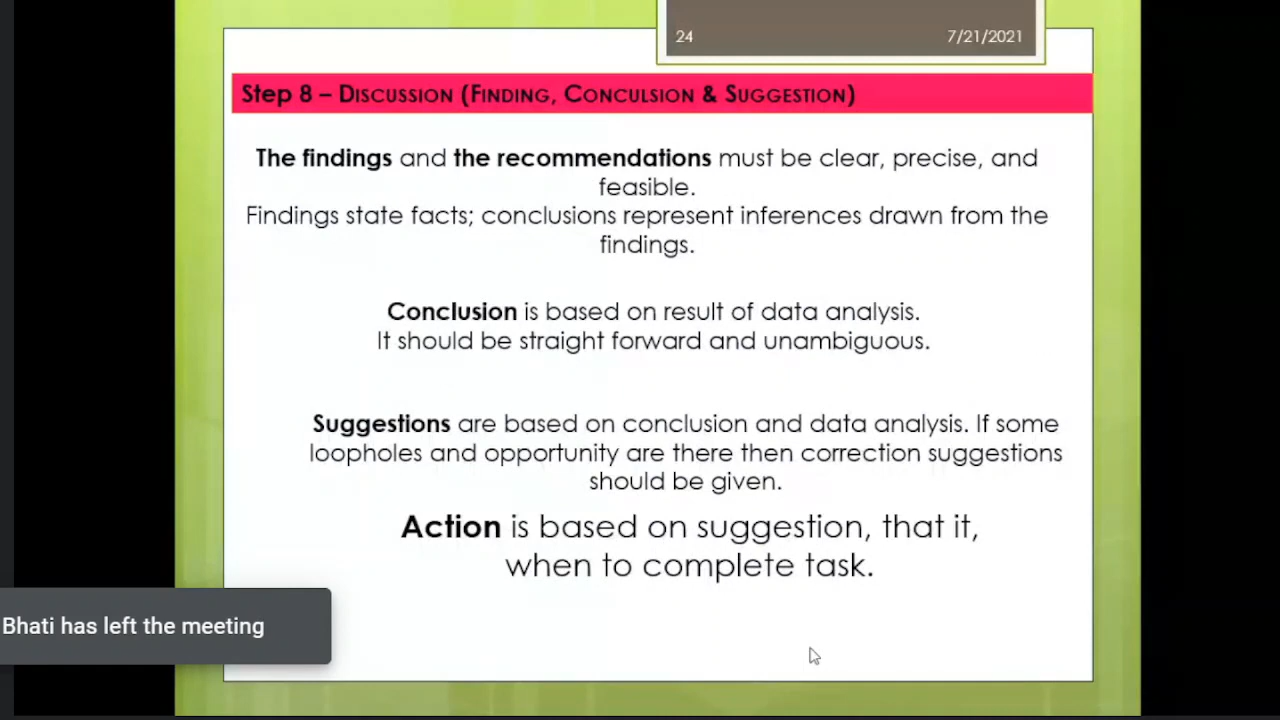 24 7/21/2021
Step 8 – Discussion (Finding, Conculsion & Suggestion)
The findings and the recommendations must be clear, precise, and
feasible.
Findings state facts; conclusions represent inferences drawn from the
findings.
Conclusion is based on result of data analysis.
It should be straight forward and unambiguous.
Suggestions are based on conclusion and data analysis. If some
loopholes and opportunity are there then correction suggestions
should be given.
Action is based on suggestion, that it,
when to complete task.
Bhati has left the meeting